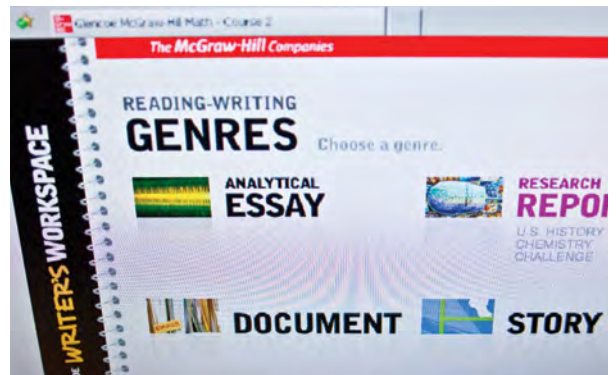 Glencoe McGraw-Hill Math - Course 2
The McGraw-Hill Companies
WRITER'S WORKSPACE
READING-WRITING
GENRES Choose a genre.
ANALYTICAL
ESSAY
RESEARCH
REPO
U.S. HISTORY
CHEMISTRY
CHALLENGE
DOCUMENT
STORY